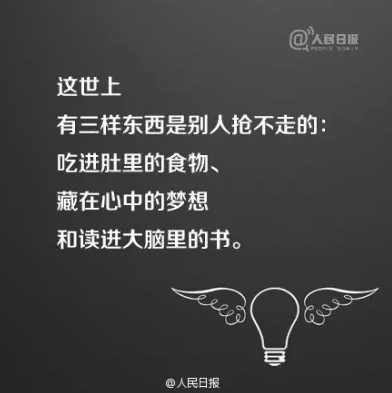 @人民日报
PEOPLE'S DAILY
这世上
有三样东西是别人抢不走的：
吃进肚里的食物、
藏在心中的梦想
和读进大脑里的书。
@人民日报